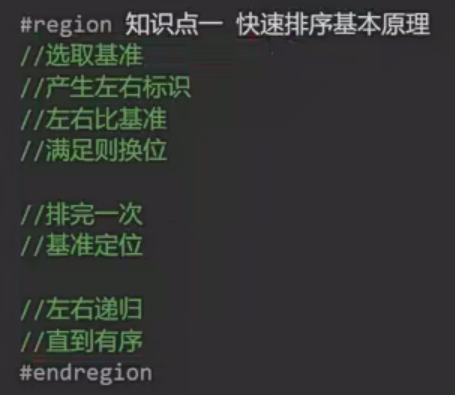 #region 知识点一 快速排序基本原理
//选取基准
//产生左右标识
//左右比基准
//满足则换位
//排完一次
//基准定位
//左右递归
//直到有序
#endregion